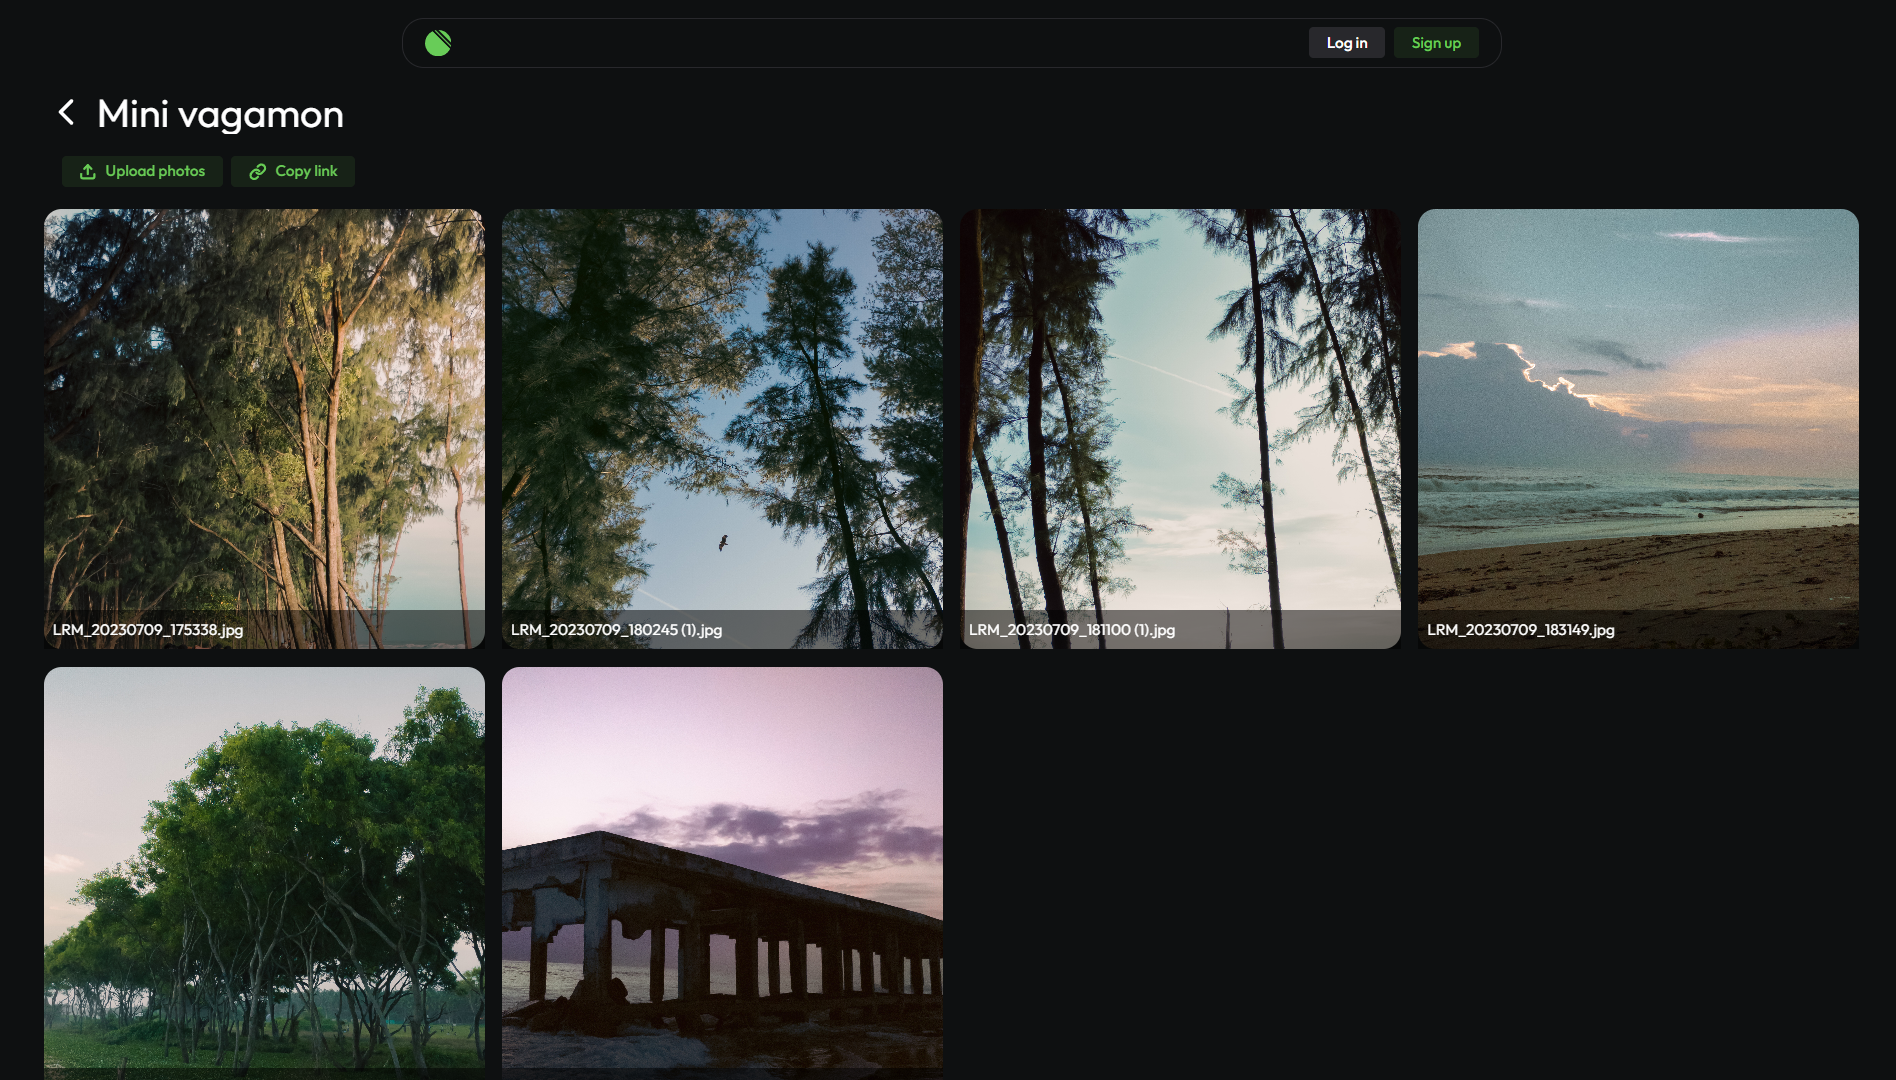 Log in
Sign up
Mini vagamon
Upload photos
Copy link
LRM_20230709_175338.jpg
LRM_20230709_180245 (1).jpg
LRM_20230709_181100 (1).jpg
LRM_20230709_183149.jpg